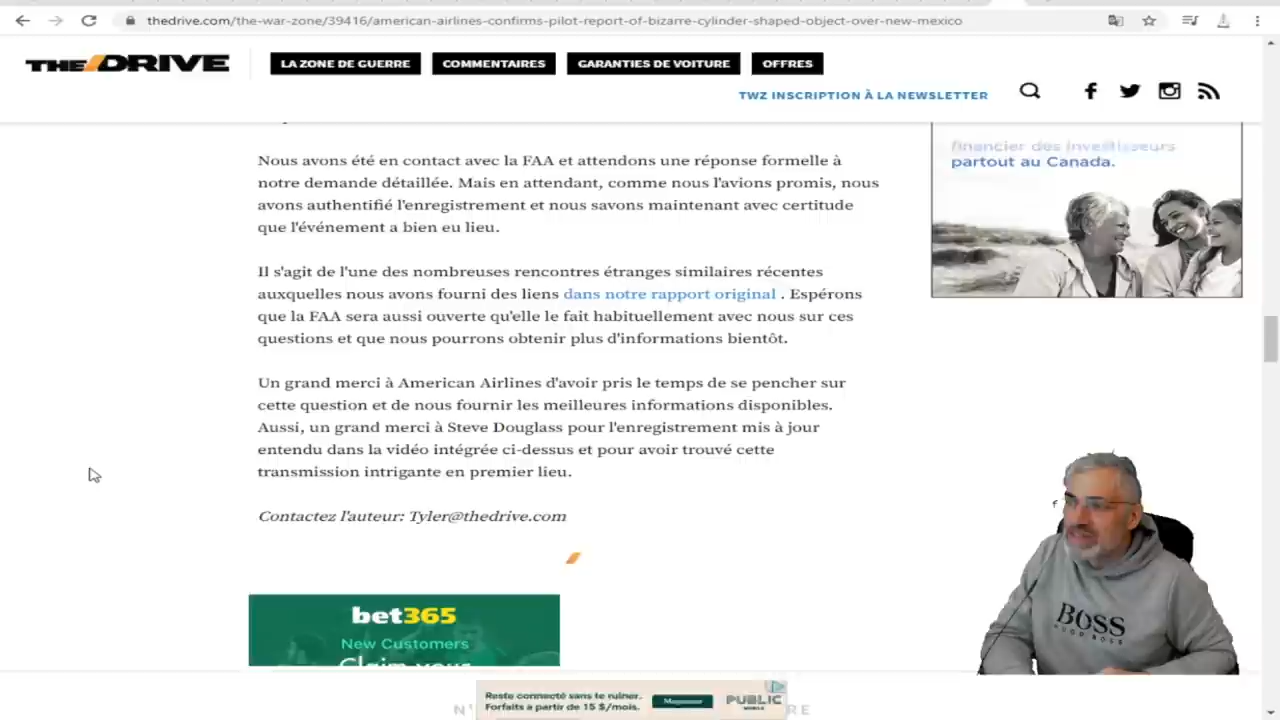 thedrive.com/the-war-zone/39416/american-airlines-confirms-pilot-report-of-bizarre-cylinder-shaped-object-over-new-mexico
THE/DRIVE
LA ZONE DE GUERRE
COMMENTAIRES
GARANTIES DE VOITURE
OFFRES
TWZ INSCRIPTION À LA NEWSLETTER
financier des investisseurs
partout au Canada.
Nous avons été en contact avec la FAA et attendons une réponse formelle à
notre demande détaillée. Mais en attendant, comme nous l'avions promis, nous
avons authentifié l'enregistrement et nous savons maintenant avec certitude
que l'événement a bien eu lieu.
Il s'agit de l'une des nombreuses rencontres étranges similaires récentes
auxquelles nous avons fourni des liens dans notre rapport original . Espérons
que la FAA sera aussi ouverte qu'elle le fait habituellement avec nous sur ces
questions et que nous pourrons obtenir plus d'informations bientôt.
Un grand merci à American Airlines d'avoir pris le temps de se pencher sur
cette question et de nous fournir les meilleures informations disponibles.
Aussi, un grand merci à Steve Douglass pour l'enregistrement mis à jour
entendu dans la vidéo intégrée ci-dessus et pour avoir trouvé cette
transmission intrigante en premier lieu.
Contactez l'auteur: Tyler@thedrive.com
BOSS
HUGO BOSS
bet365
New Customers
Claim your
Reste connecté sans te ruiner.
Forfaits à partir de 15 $/mois.
PUBLIC
MOBILE